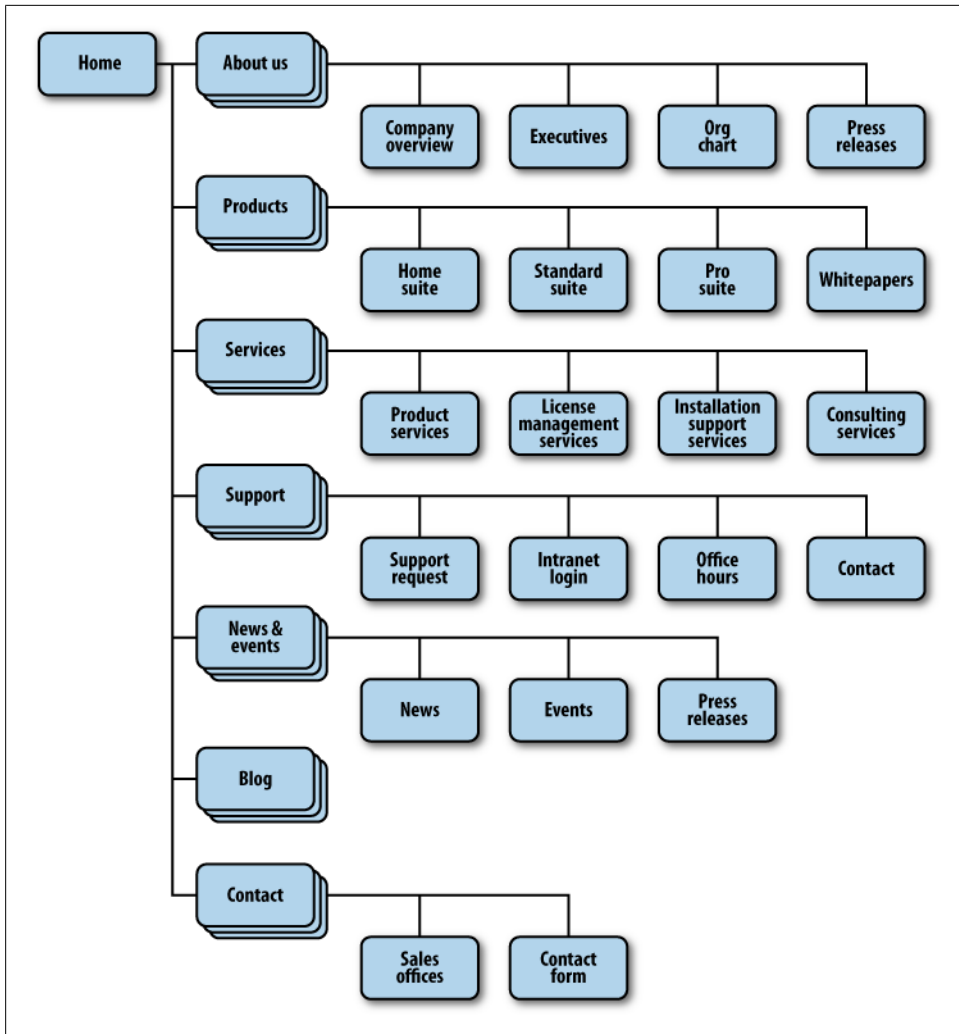 Home
About us
Company
overview
Executives
Org
chart
Press
releases
Products
Home
suite
Standard
suite
Pro
suite
Whitepapers
Services
Product
services
License
management
services
Installation
support
services
Consulting
services
Support
Support
request
Intranet
login
Office
hours
Contact
News &
events
News
Events
Press
releases
Blog
Contact
Sales
offices
Contact
form